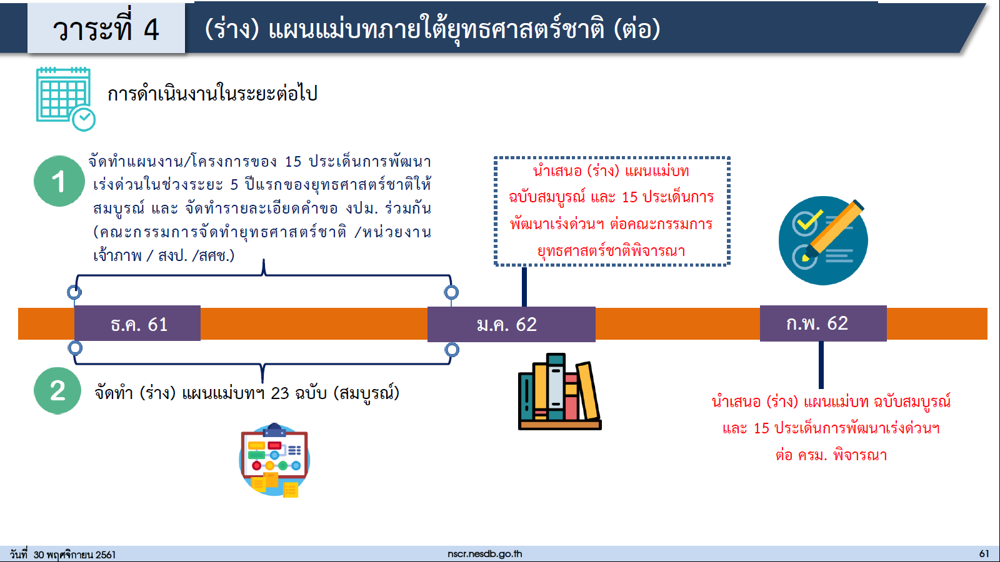 วาระที่ 4
(ร่าง) แผนแม่บทภายใต้ยุทธศาสตร์ชาติ (ต่อ)
การดำเนินงานในระยะต่อไป
1
จัดทำแผนงาน/โครงการของ 15 ประเด็นการพัฒนา
เร่งด่วนในช่วงระยะ 5 ปีแรกของยุทธศาสตร์ชาติให้
สมบูรณ์ และ จัดทำรายละเอียดคำขอ งปม. ร่วมกัน
(คณะกรรมการจัดทำยุทธศาสตร์ชาติ /หน่วยงาน
เจ้าภาพ / สงป. /สศช.)
นำเสนอ (ร่าง) แผนแม่บท
ฉบับสมบูรณ์ และ 15 ประเด็นการ
พัฒนาเร่งด่วนฯ ต่อคณะกรรมการ
ยุทธศาสตร์ชาติพิจารณา
ธ.ค. 61
ม.ค. 62
ก.พ. 62
2
จัดทำ (ร่าง) แผนแม่บทฯ 23 ฉบับ (สมบูรณ์)
นำเสนอ (ร่าง) แผนแม่บท ฉบับสมบูรณ์
และ 15 ประเด็นการพัฒนาเร่งด่วนฯ
ต่อ ครม. พิจารณา
วันที่ 30 พฤศจิกายน 2561
nscr.nesdb.go.th
61